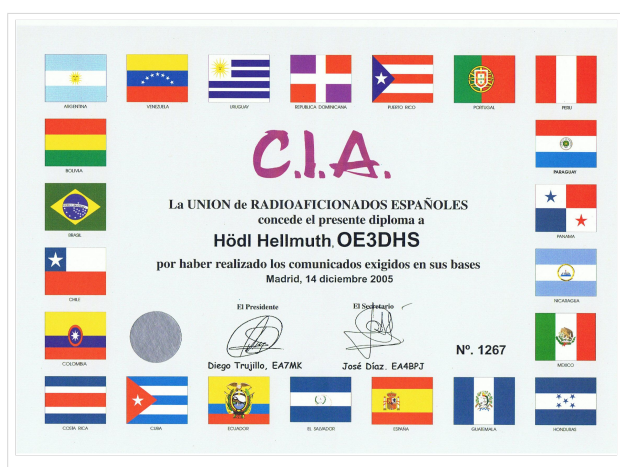 ARGENTINA
VENEZUELA
URUGUAY
REPUBLICA DOMINICANA
PUERTO RICO
PORTUGAL
PERU
BOLIVIA
PARAGUAY
C.I.A.
La UNION de RADIOAFICIONADOS ESPAÑOLES
concede el presente diploma a
BRASIL
PANAMA
Hödl Hellmuth, OE3DHS
por haber realizado los comunicados exigidos en sus bases
Madrid, 14 diciembre 2005
CHILE
NICARAGUA
El Presidente
El Secretario
COLOMBIA
Diego Trujillo, EA7MK
José Díaz. EA4BPJ
Nº. 1267
MEXICO
COSTA RICA
CUBA
ECUADOR
EL SALVADOR
ESPAÑA
GUATEMALA
HONDURAS